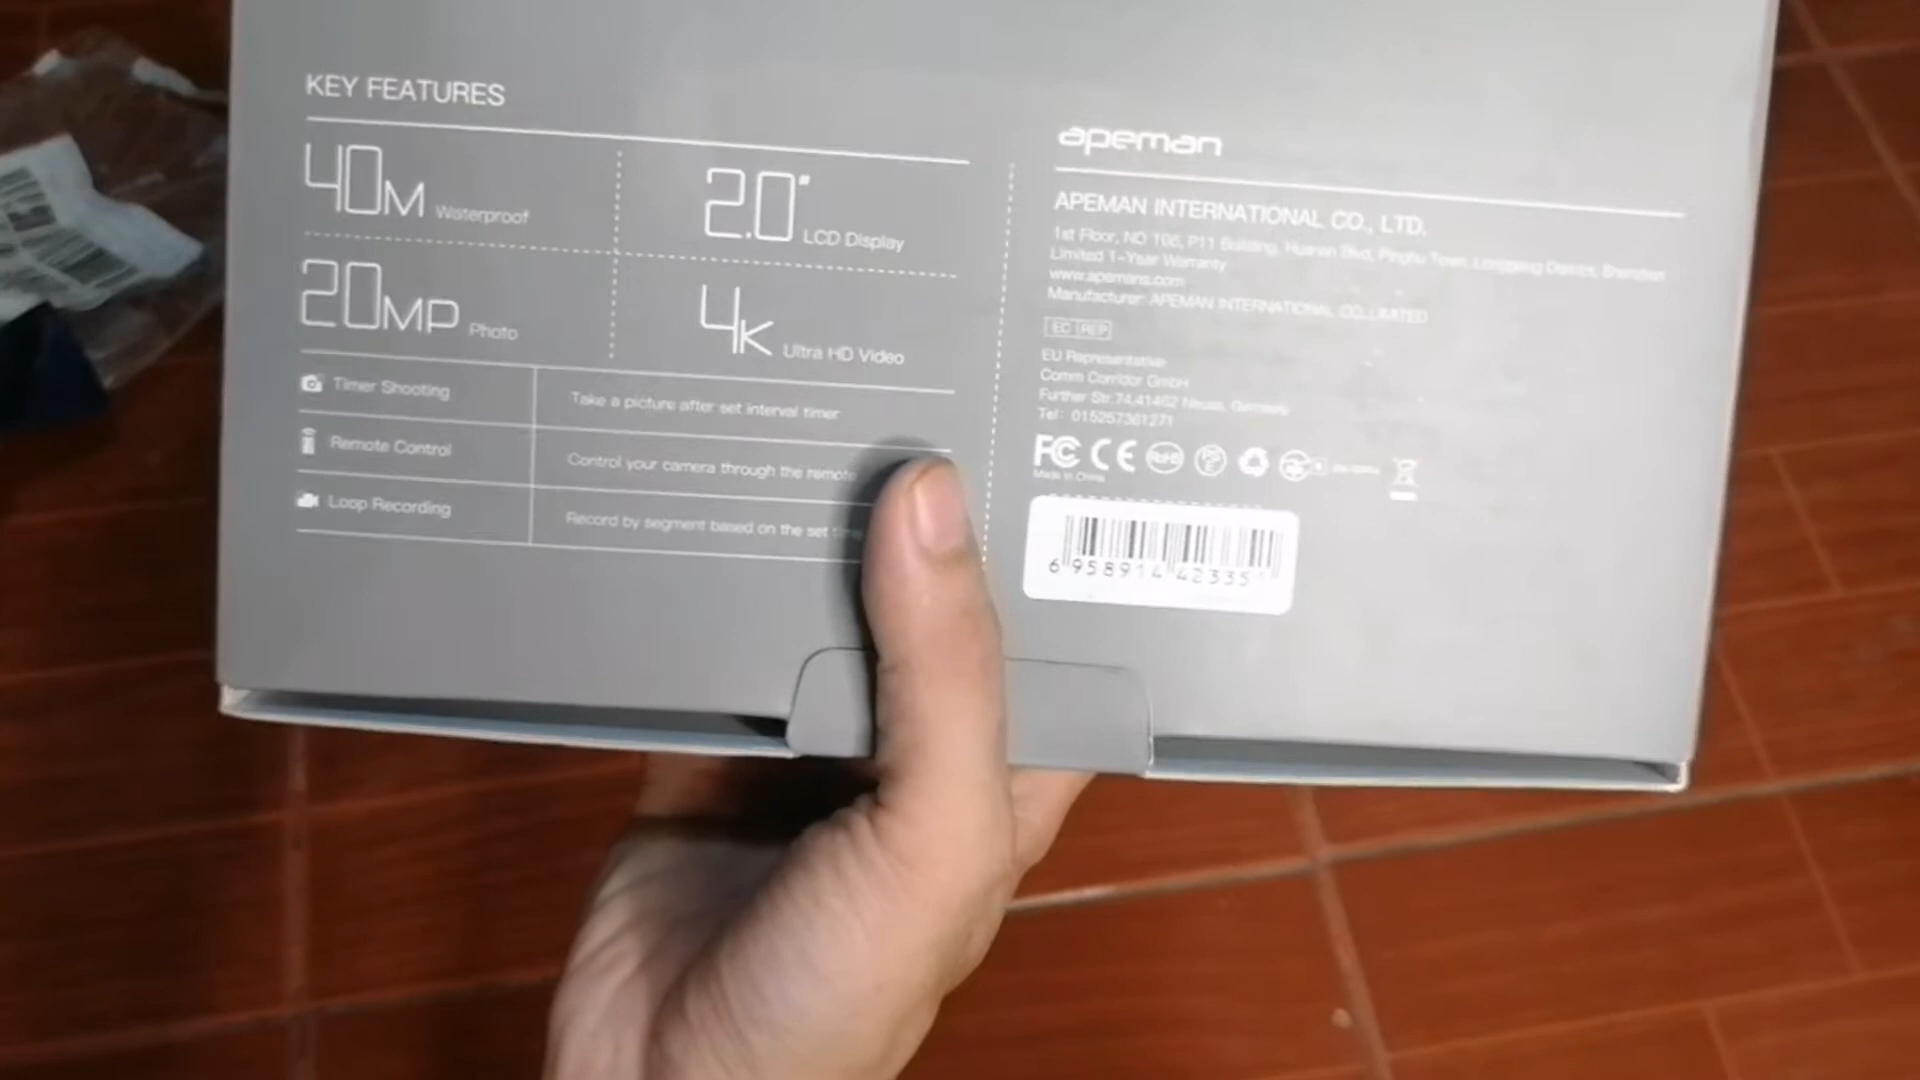 KEY FEATURES
40M Waterproof
2.0" LCD Display
20MP Photo
4K Ultra HD Video
Timer Shooting
Take a picture after set interval timer
Remote Control
Control your camera through the remote
Loop Recording
Record by segment based on the set time
apeman
APEMAN INTERNATIONAL CO., LTD.
1st Floor, NO 106, P11 Building, Huanan Blvd, Pinghu Town, Longgang District, Shenzhen
Limited 1-Year Warranty
www.apemans.com
Manufacturer: APEMAN INTERNATIONAL CO.,LIMITED
EC REP
EU Representative
Comm Corridor GmbH
Further Str.74,41462 Neuss, Germany
Tel: 015257361271
FC CE RoHS
Made in China
6 958914 423351